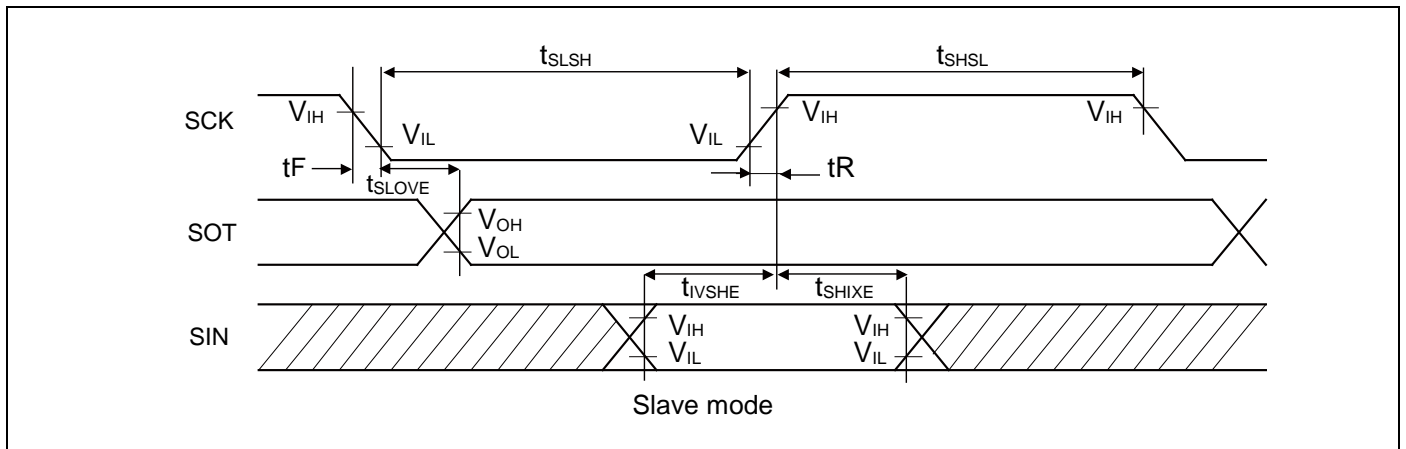 tSLSH tSHSL
SCK VIH VIL VIL VIH VIH
tF tSLOVE tR
SOT VOH
VOL
tIVSHE tSHIXE
SIN VIH VIH
VIL VIL
Slave mode